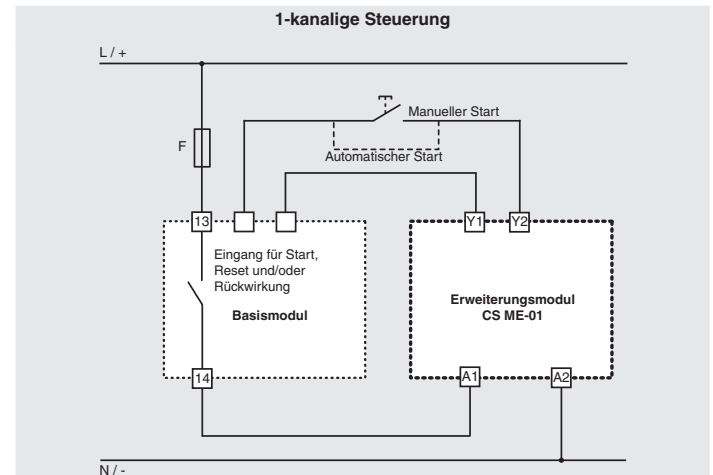 1-kanalige Steuerung
L / +
Manueller Start
F
Automatischer Start
13
Y1
Y2
Eingang für Start,
Reset und/oder
Rückwirkung
Basismodul
Erweiterungsmodul
CS ME-01
14
A1
A2
N / -